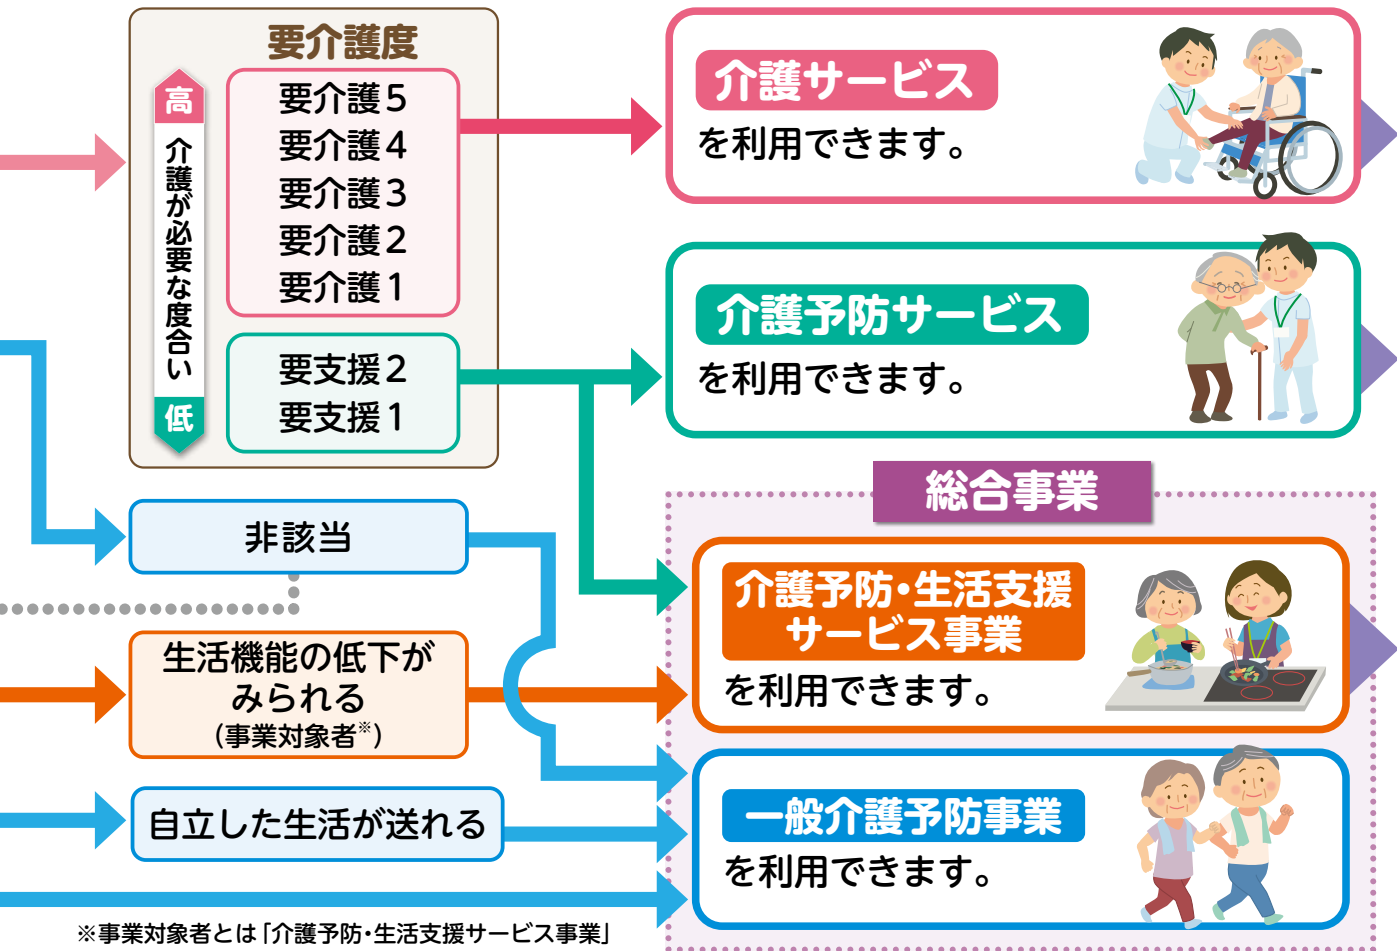 要介護度
高
介護が必要な度合い
低
要介護5
要介護4
要介護3
要介護2
要介護1
要支援2
要支援1
非該当
生活機能の低下が
みられる
(事業対象者※)
自立した生活が送れる
※事業対象者とは「介護予防・生活支援サービス事業」
介護サービス
を利用できます。
介護予防サービス
を利用できます。
総合事業
介護予防・生活支援
サービス事業
を利用できます。
一般介護予防事業
を利用できます。